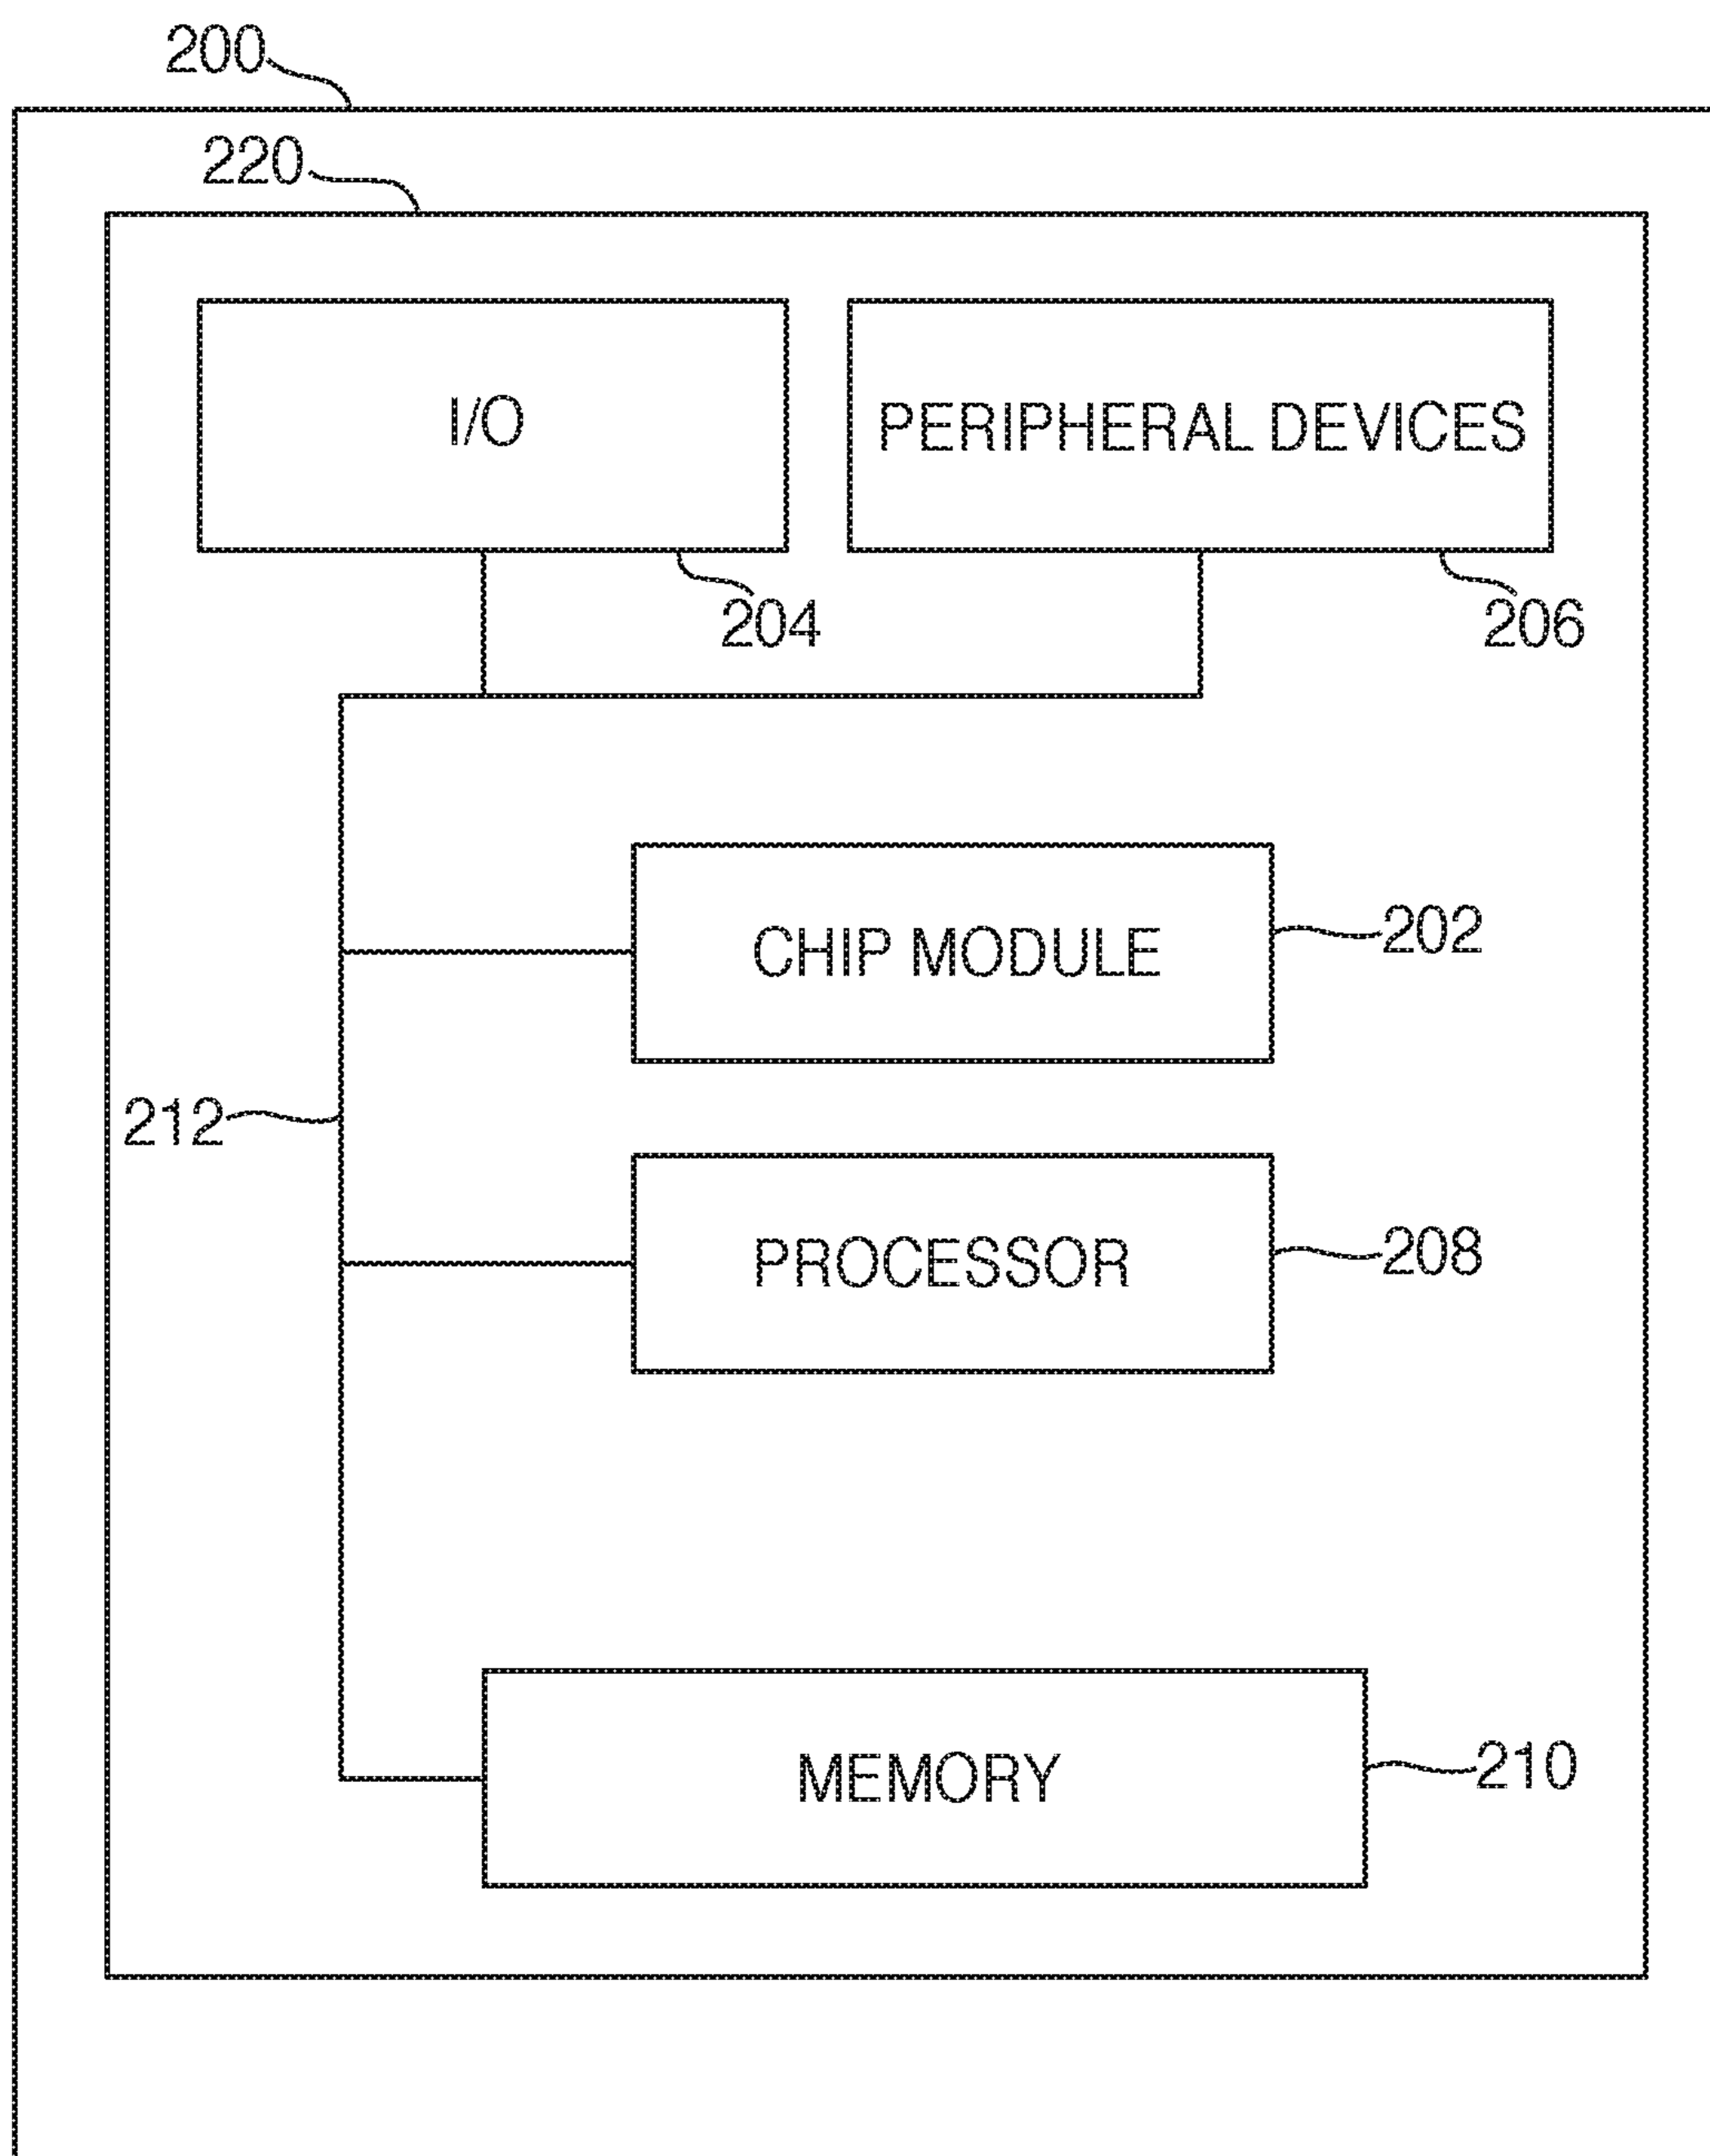 200
220
I/O
PERIPHERAL DEVICES
204
206
CHIP MODULE
202
212
PROCESSOR
208
MEMORY
210